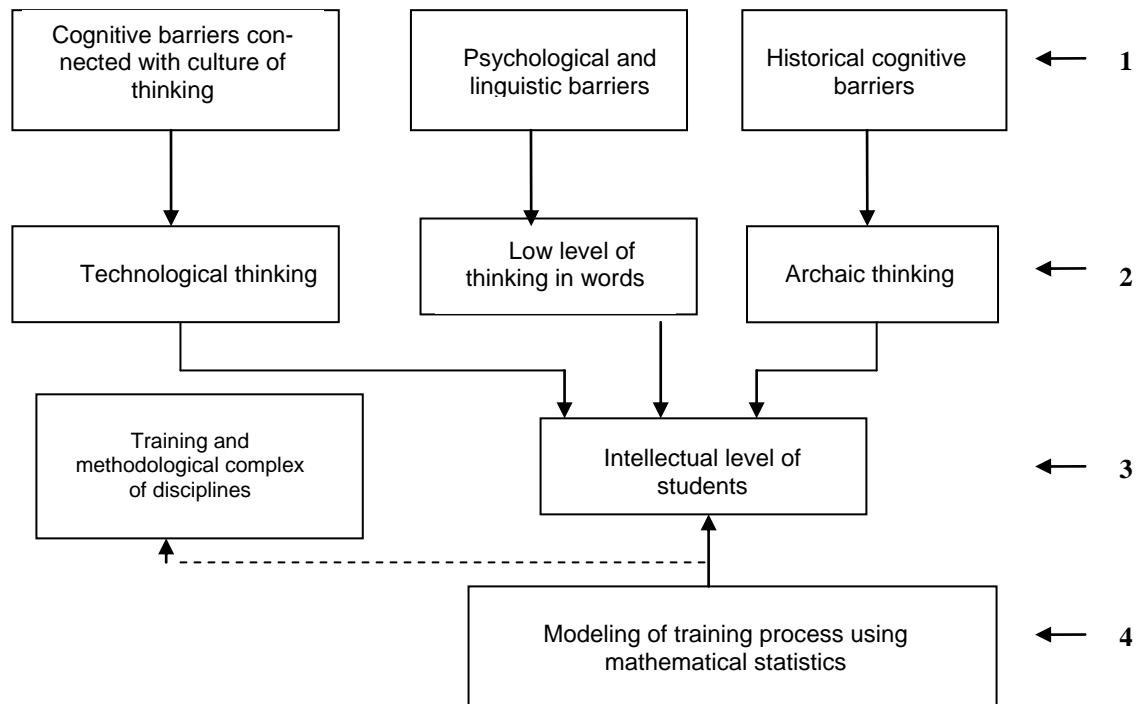 Cognitive barriers con-
nected with culture of
thinking
Psychological and
linguistic barriers
Historical cognitive
barriers
1
Technological thinking
Low level of
thinking in words
Archaic thinking
2
Training and
methodological complex
of disciplines
Intellectual level of
students
3
Modeling of training process using
mathematical statistics
4